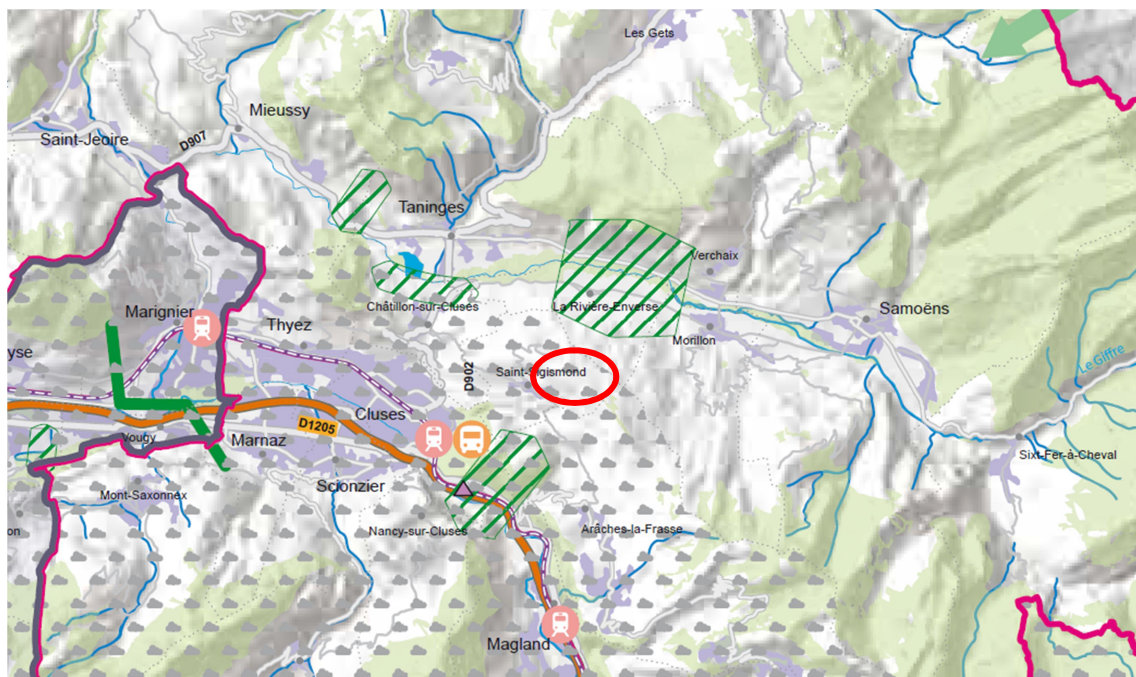 Les Gets
Mieussy
Saint-Jeoire
D907
Taninges
Verchaix
Châtillon-sur-Cluses
La Rivière-Enverse
Samoëns
Marignier
Thyez
Morillon
yse
D902
Saint-Sigismond
Le Giffre
Cluses
D1205
Vougy
Marnaz
Sixt-Fer-à-Cheval
Scionzier
Mont-Saxonnex
on
Nancy-sur-Cluses
Arâches-la-Frasse
Magland